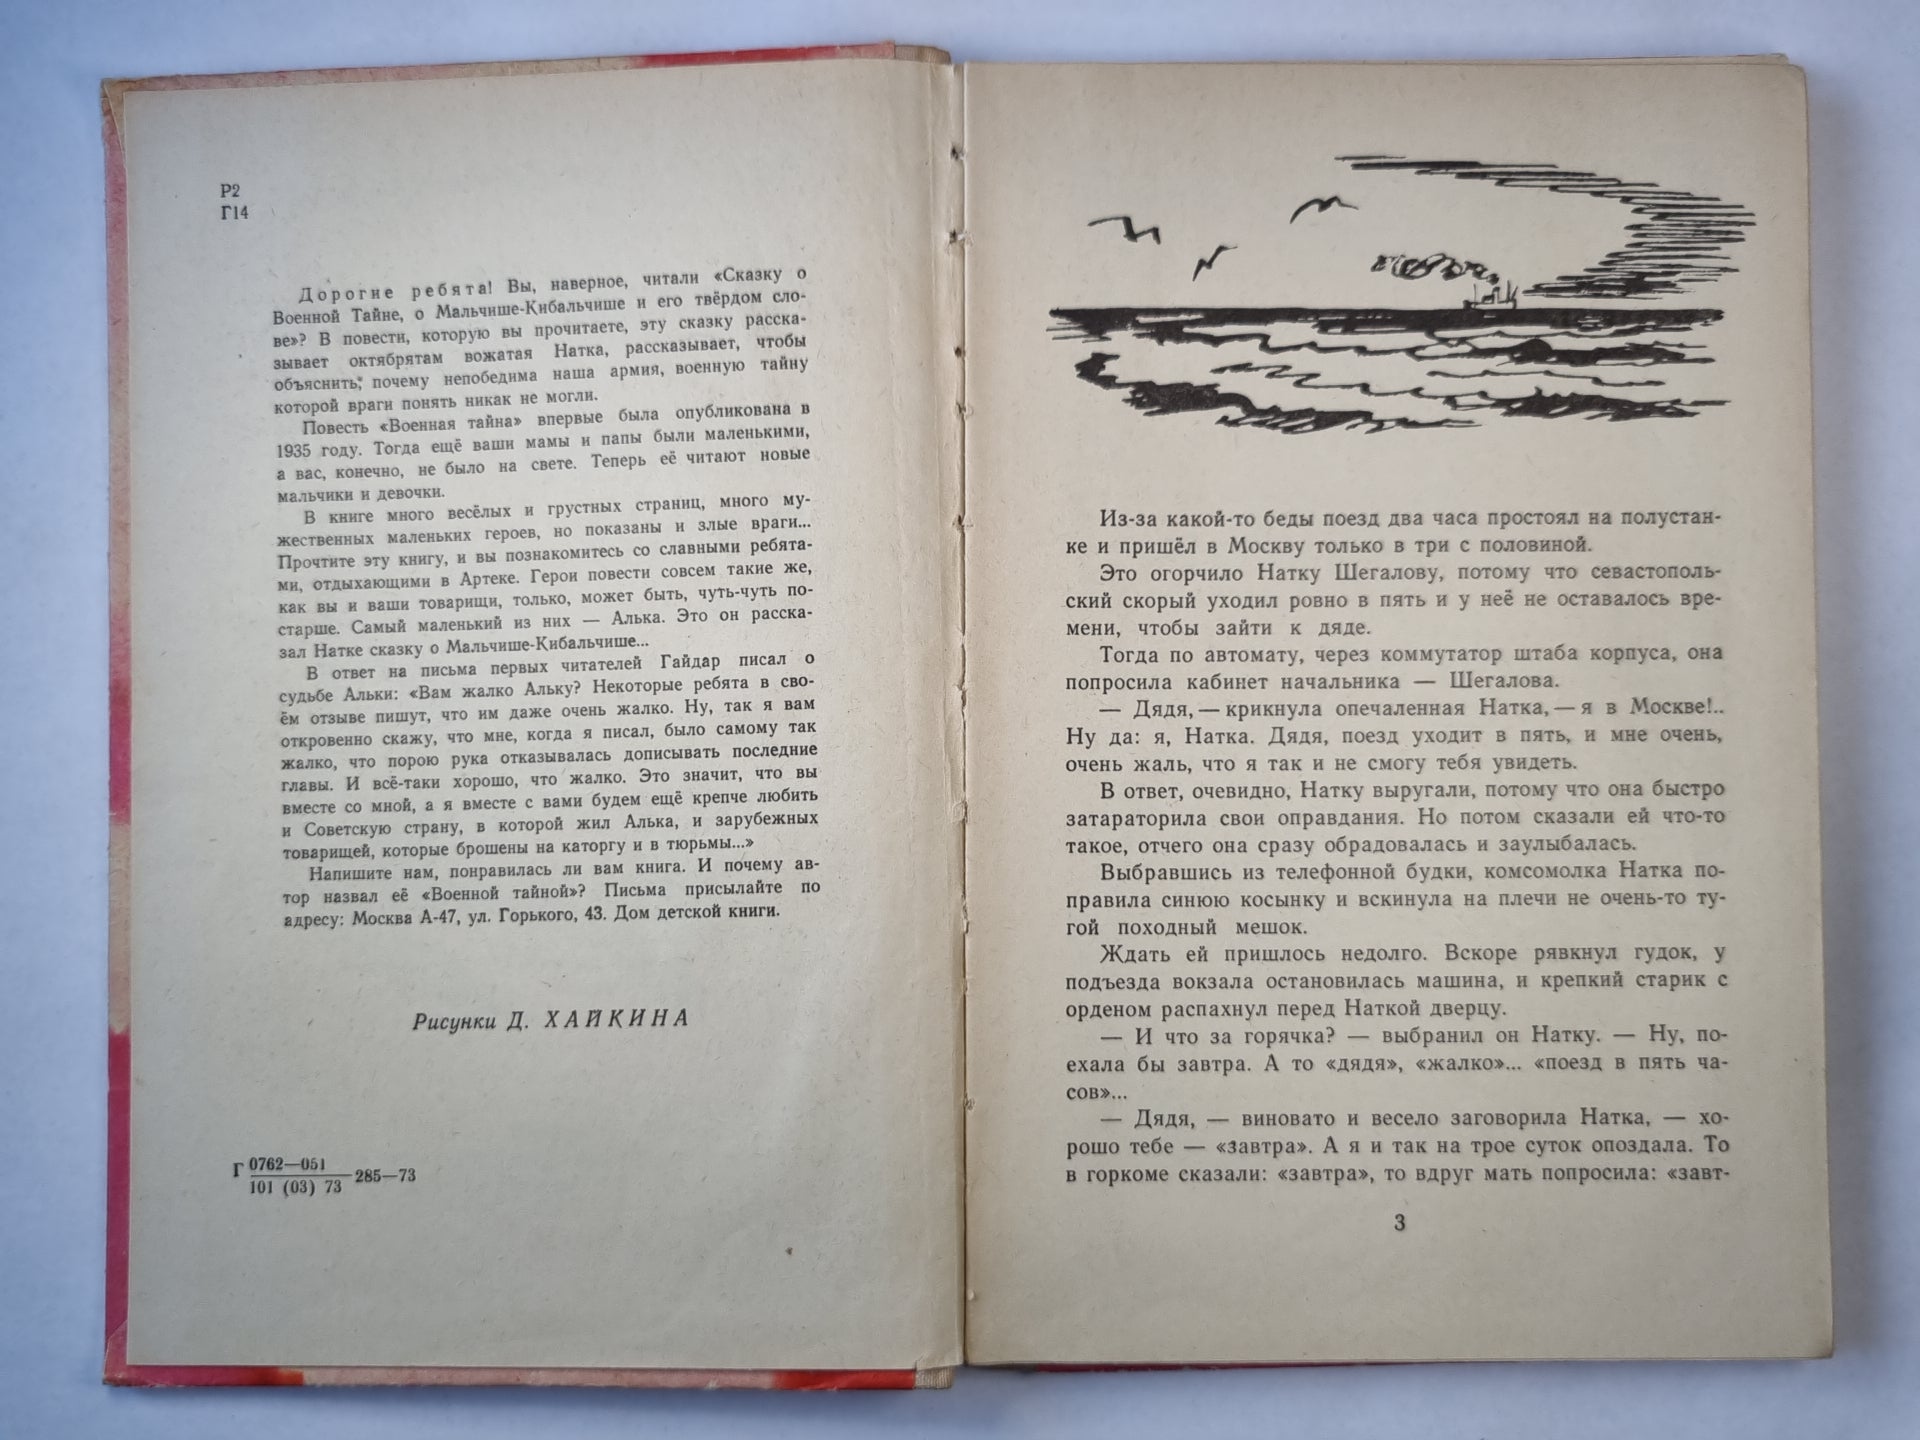 Р2
Г14
Дорогие ребята! Вы, наверное, читали «Сказку о
Военной Тайне, о Мальчише-Кибальчише и его твёрдом сло-
ве»? В повести, которую вы прочитаете, эту сказку расска-
зывает октябрятам вожатая Натка, рассказывает, чтобы
объяснить, почему непобедима наша армия, военную тайну
которой враги понять никак не могли.
Повесть «Военная тайна» впервые была опубликована в
1935 году. Тогда ещё ваши мамы и папы были маленькими,
а вас, конечно, не было на свете. Теперь её читают новые
мальчики и девочки.
В книге много весёлых и грустных страниц, много му-
жественных маленьких героев, но показаны и злые враги...
Прочтите эту книгу, и вы познакомитесь со славными ребята-
ми, отдыхающими в Артеке. Герои повести совсем такие же,
как вы и ваши товарищи, только, может быть, чуть-чуть по-
старше. Самый маленький из них — Алька. Это он расска-
зал Натке сказку о Мальчише-Кибальчише...
В ответ на письма первых читателей Гайдар писал о
судьбе Альки: «Вам жалко Альку? Некоторые ребята в сво-
ём отзыве пишут, что им даже очень жалко. Ну, так я вам
откровенно скажу, что мне, когда я писал, было самому так
жалко, что порою рука отказывалась дописывать последние
главы. И всё-таки хорошо, что жалко. Это значит, что вы
вместе со мной, а я вместе с вами будем ещё крепче любить
и Советскую страну, в которой жил Алька, и зарубежных
товарищей, которые брошены на каторгу и в тюрьмы...»
Напишите нам, понравилась ли вам книга. И почему ав-
тор назвал её «Военной тайной»? Письма присылайте по
адресу: Москва А-47, ул. Горького, 43. Дом детской книги.
Рисунки Д. ХАЙКИНА
Г 0762—051
101 (03) 73 285—73
Из-за какой-то беды поезд два часа простоял на полустан-
ке и пришёл в Москву только в три с половиной.
Это огорчило Натку Шегалову, потому что севастополь-
ский скорый уходил ровно в пять и у неё не оставалось вре-
мени, чтобы зайти к дяде.
Тогда по автомату, через коммутатор штаба корпуса, она
попросила кабинет начальника — Шегалова.
— Дядя, — крикнула опечаленная Натка, — я в Москве!..
Ну да: я, Натка. Дядя, поезд уходит в пять, и мне очень,
очень жаль, что я так и не смогу тебя увидеть.
В ответ, очевидно, Натку выругали, потому что она быстро
затараторила свои оправдания. Но потом сказали ей что-то
такое, отчего она сразу обрадовалась и заулыбалась.
Выбравшись из телефонной будки, комсомолка Натка по-
правила синюю косынку и вскинула на плечи не очень-то ту-
гой походный мешок.
Ждать ей пришлось недолго. Вскоре рявкнул гудок, у
подъезда вокзала остановилась машина, и крепкий старик с
орденом распахнул перед Наткой дверцу.
— И что за горячка? — выбранил он Натку. — Ну, по-
ехала бы завтра. А то «дядя», «жалко»... «поезд в пять ча-
сов»...
— Дядя, — виновато и весело заговорила Натка, — хо-
рошо тебе — «завтра». А я и так на трое суток опоздала. То
в горкоме сказали: «завтра», то вдруг мать попросила: «завт-
3